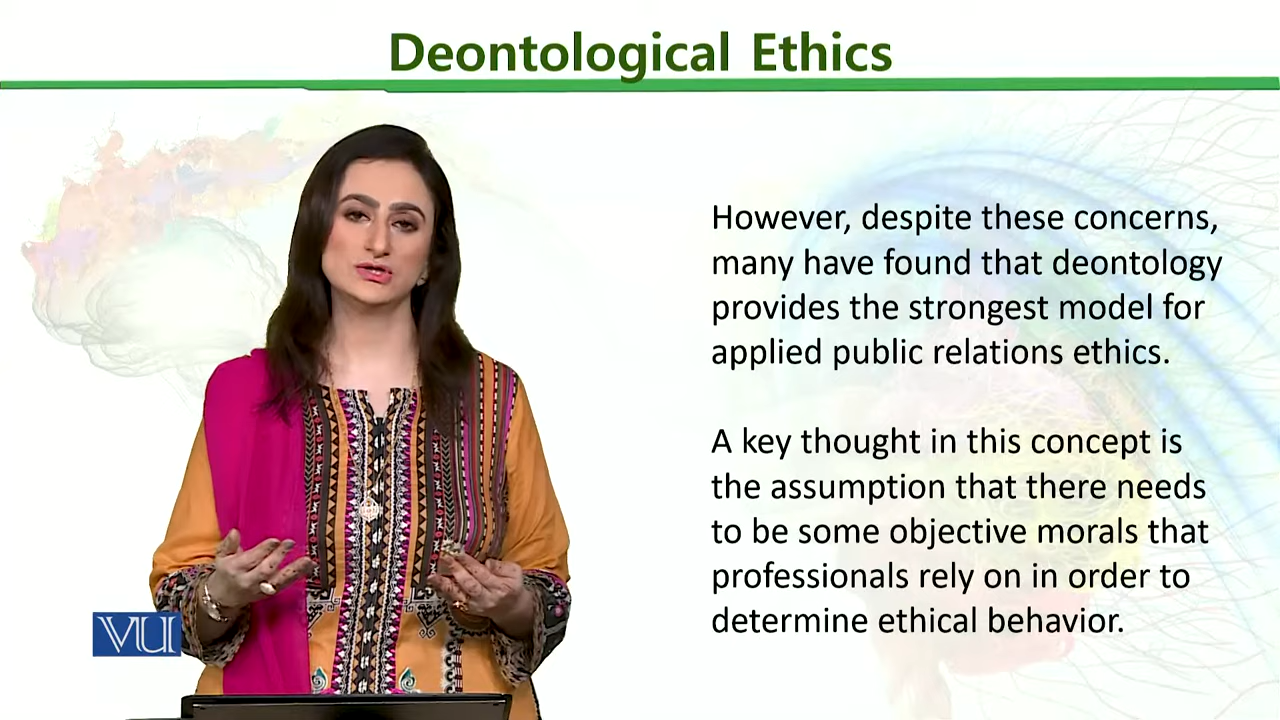 Deontological Ethics
However, despite these concerns,
many have found that deontology
provides the strongest model for
applied public relations ethics.
A key thought in this concept is
the assumption that there needs
to be some objective morals that
professionals rely on in order to
determine ethical behavior.
VU